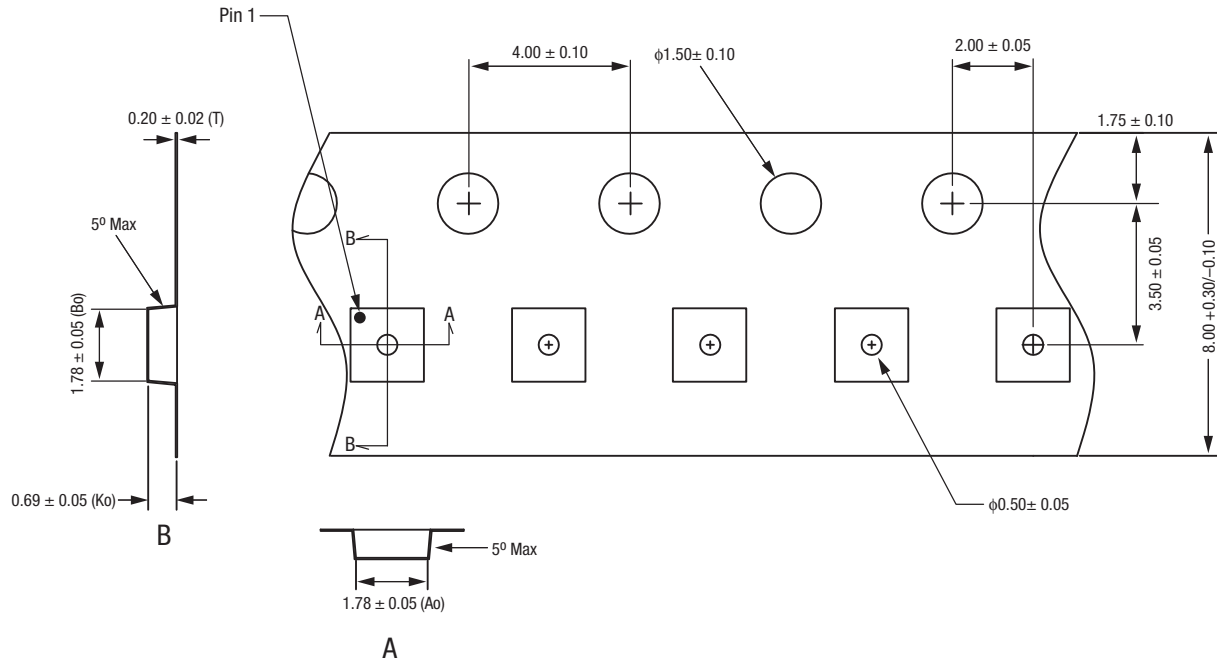 Pin 1
4.00 ± 0.10
ϕ1.50± 0.10
2.00 ± 0.05
0.20 ± 0.02 (T)
1.75 ± 0.10
5º Max
B
3.50 ± 0.05
8.00 +0.30/–0.10
1.78 ± 0.05 (Bo)
A
A
B
0.69 ± 0.05 (Ko)
ϕ0.50± 0.05
B
5º Max
1.78 ± 0.05 (Ao)
A